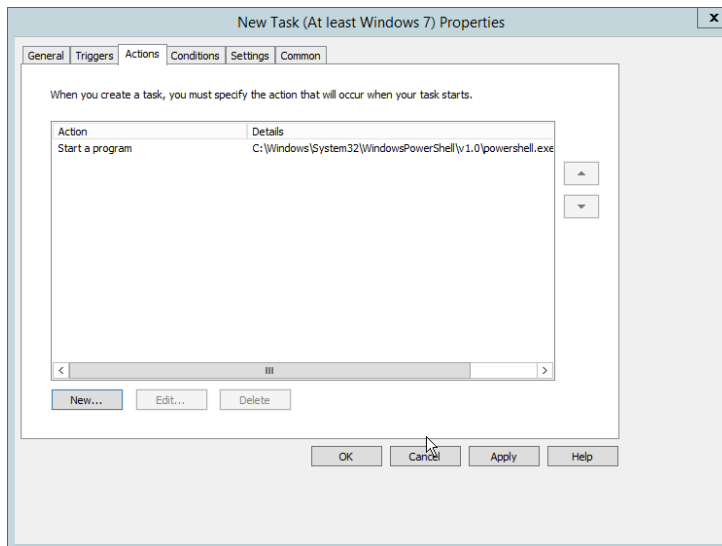 New Task (At least Windows 7) Properties
x
General Triggers Actions Conditions Settings Common
When you create a task, you must specify the action that will occur when your task starts.
Action Details
Start a program C:\Windows\System32\WindowsPowerShell\v1.0\powershell.exe
New... Edit... Delete
OK Cancel Apply Help